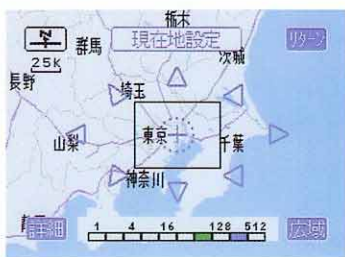 栃木
現在地設定
リターン
群馬
茨城
25K
長野
埼玉
山梨
東京
千葉
神奈川
詳細
1 4 16 128 512
広域